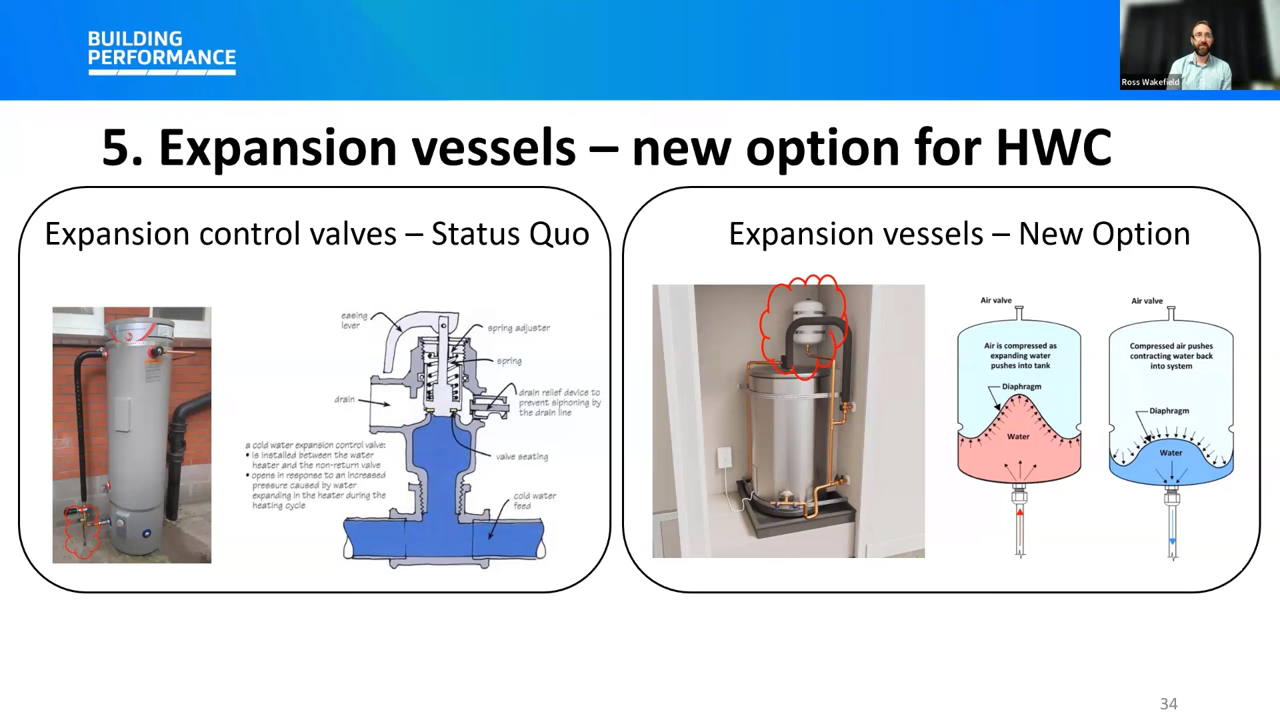 BUILDING
PERFORMANCE
Ross Wakefield
5. Expansion vessels – new option for HWC
Expansion control valves – Status Quo
easing
lever
spring adjuster
spring
drain
drain relief device to
prevent siphoning by
the drain line
a cold water expansion control valve:
• is installed between the water
heater and the non-return valve
• opens in response to an increased
pressure caused by water
expanding in the heater during the
heating cycle
valve seating
cold water
feed
Expansion vessels – New Option
Air valve
Air is compressed as
expanding water
pushes into tank
Diaphragm
Water
Air valve
Compressed air pushes
contracting water back
into system
Diaphragm
Water
34